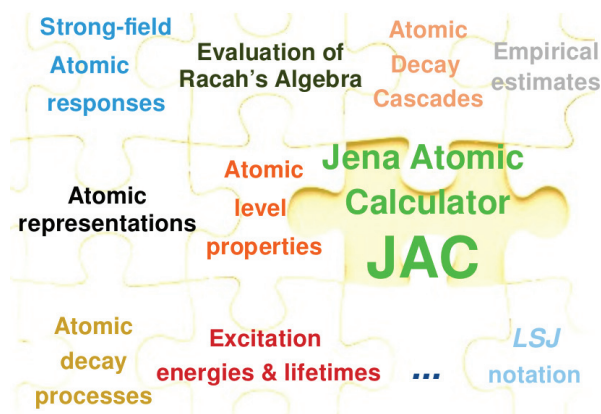 Strong-field
Atomic
responses
Evaluation of
Racah's Algebra
Atomic
Decay
Cascades
Empirical
estimates
Atomic
representations
Atomic
level
properties
Jena Atomic
Calculator
JAC
Atomic
decay
processes
Excitation
energies & lifetimes
...
LSJ
notation